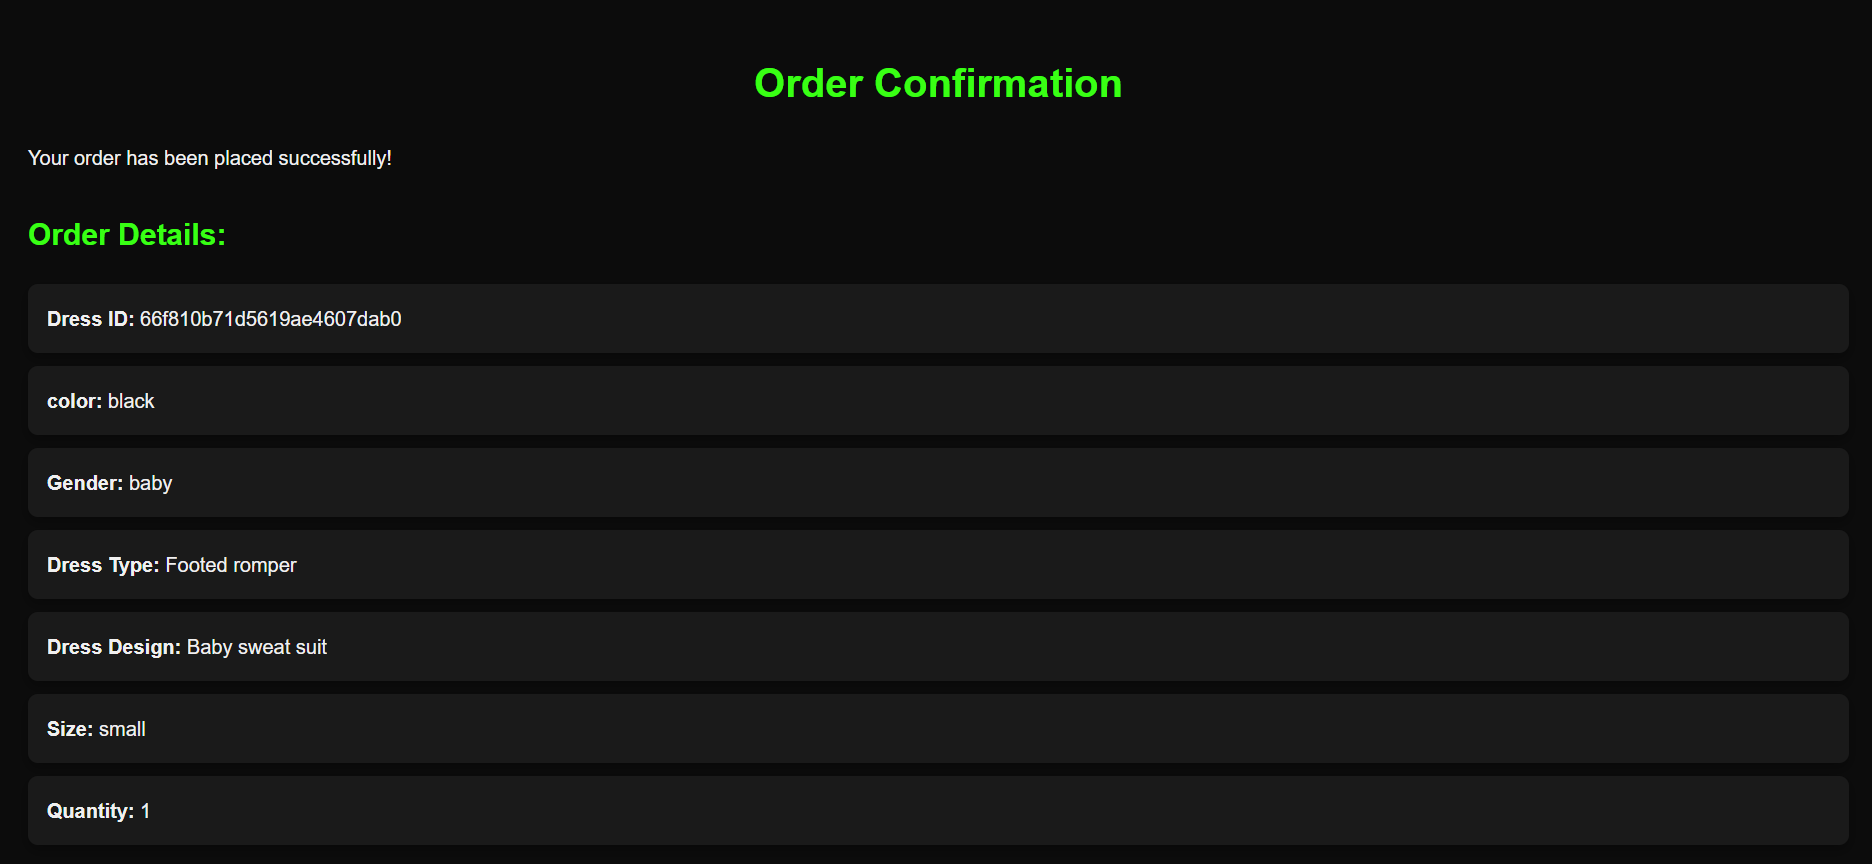 Order Confirmation
Your order has been placed successfully!
Order Details:
Dress ID: 66f810b71d5619ae4607dab0
color: black
Gender: baby
Dress Type: Footed romper
Dress Design: Baby sweat suit
Size: small
Quantity: 1